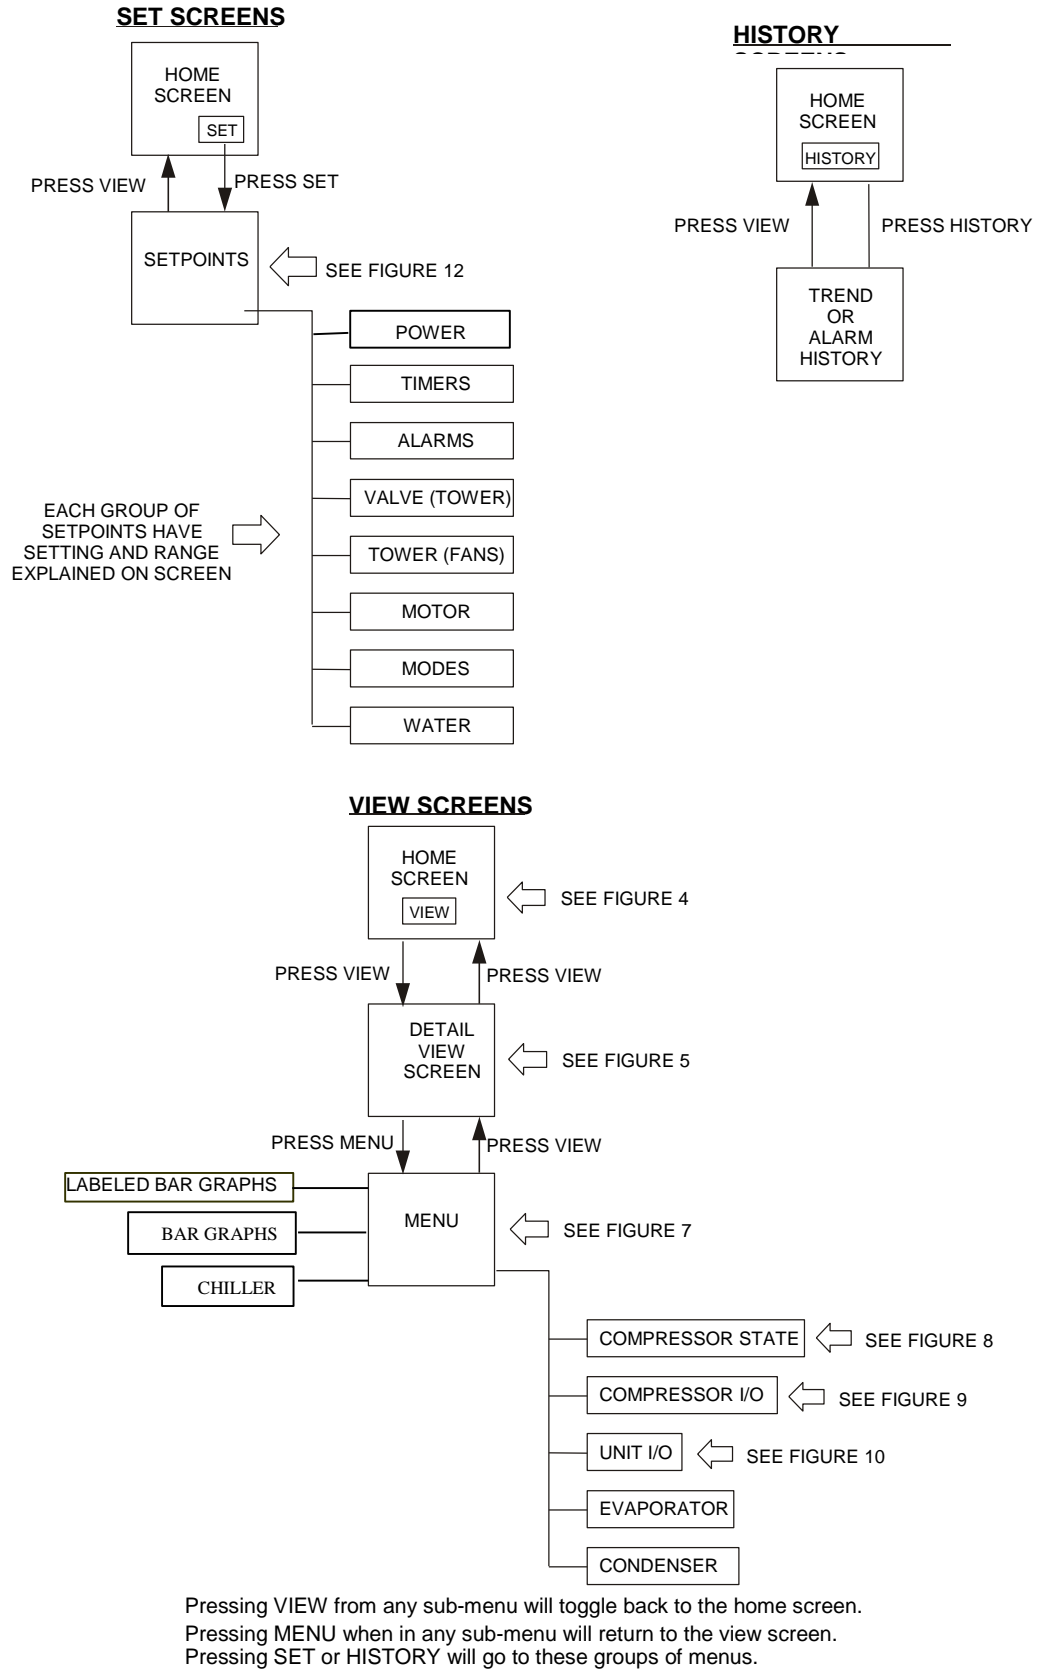 SET SCREENS
HOME
SCREEN
SET
PRESS VIEW
PRESS SET
SETPOINTS
SEE FIGURE 12
POWER
TIMERS
ALARMS
VALVE (TOWER)
TOWER (FANS)
MOTOR
MODES
WATER
EACH GROUP OF
SETPOINTS HAVE
SETTING AND RANGE
EXPLAINED ON SCREEN
HISTORY
SCREENS
HOME
SCREEN
HISTORY
PRESS VIEW
PRESS HISTORY
TREND
OR
ALARM
HISTORY
VIEW SCREENS
HOME
SCREEN
VIEW
SEE FIGURE 4
PRESS VIEW
PRESS VIEW
DETAIL
VIEW
SCREEN
SEE FIGURE 5
PRESS MENU
PRESS VIEW
LABELED BAR GRAPHS
BAR GRAPHS
CHILLER
MENU
SEE FIGURE 7
COMPRESSOR STATE
SEE FIGURE 8
COMPRESSOR I/O
SEE FIGURE 9
UNIT I/O
SEE FIGURE 10
EVAPORATOR
CONDENSER
Pressing VIEW from any sub-menu will toggle back to the home screen.
Pressing MENU when in any sub-menu will return to the view screen.
Pressing SET or HISTORY will go to these groups of menus.